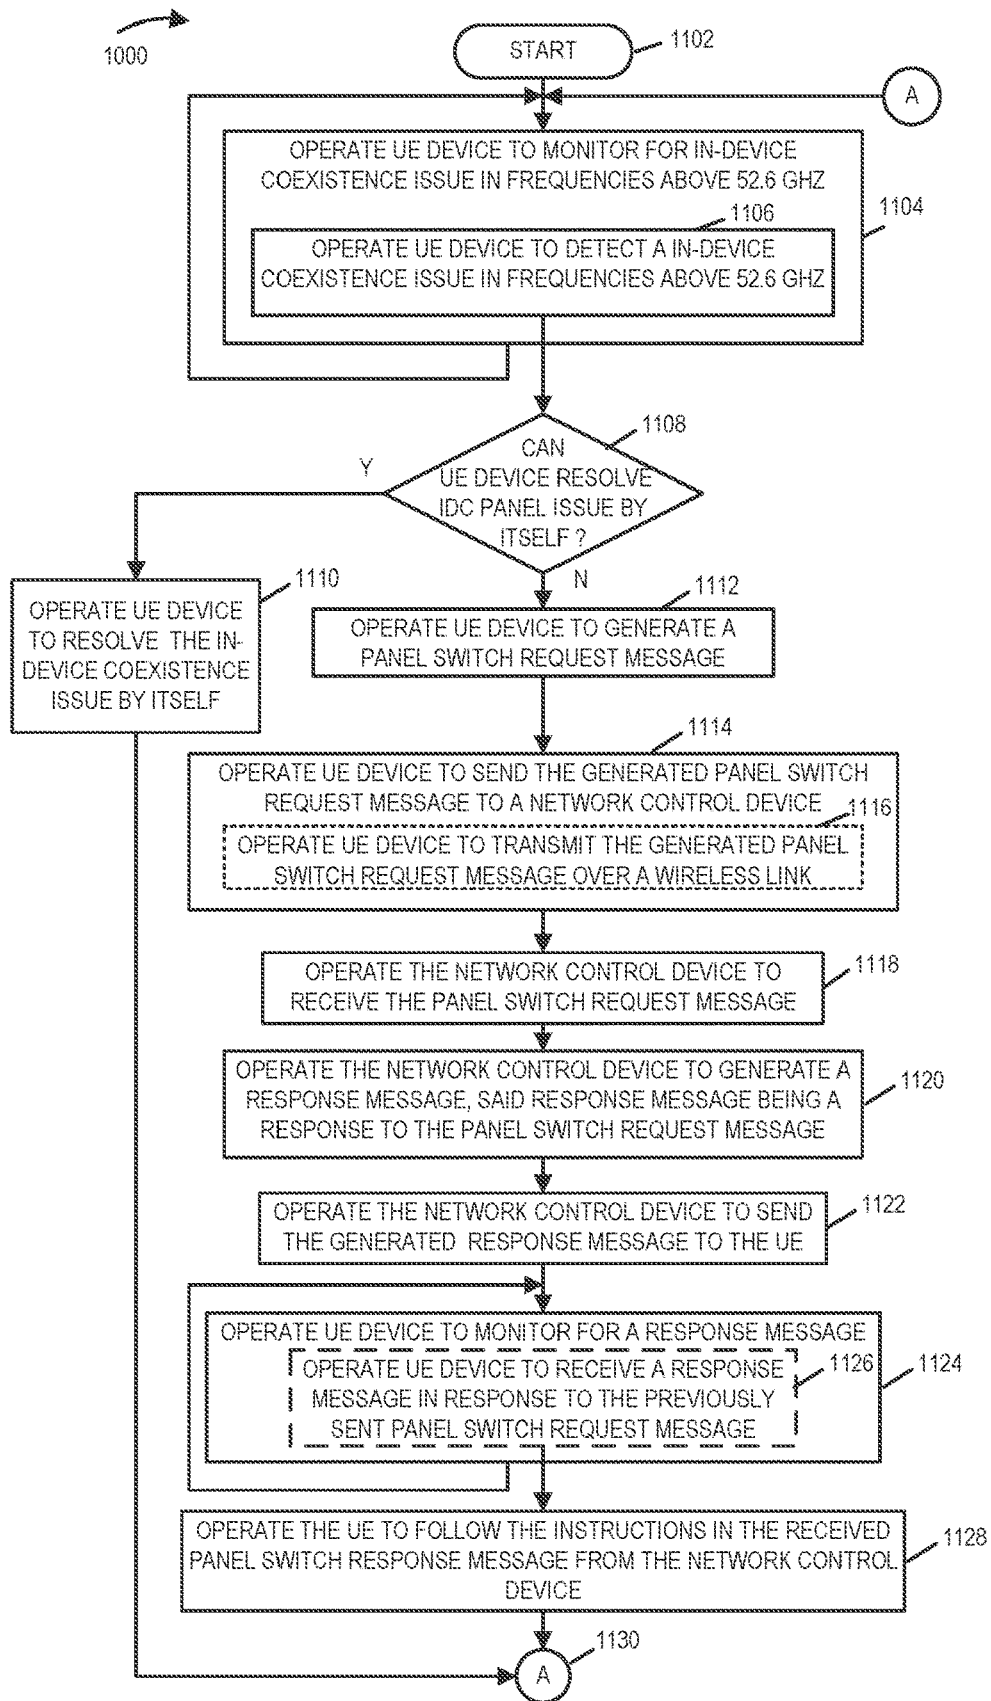 1000
START
1102
A
OPERATE UE DEVICE TO MONITOR FOR IN-DEVICE
COEXISTENCE ISSUE IN FREQUENCIES ABOVE 52.6 GHZ
1104
1106
OPERATE UE DEVICE TO DETECT A IN-DEVICE
COEXISTENCE ISSUE IN FREQUENCIES ABOVE 52.6 GHZ
1108
CAN
UE DEVICE RESOLVE
IDC PANEL ISSUE BY
ITSELF ?
Y
N
1110
OPERATE UE DEVICE
TO RESOLVE THE IN-
DEVICE COEXISTENCE
ISSUE BY ITSELF
1112
OPERATE UE DEVICE TO GENERATE A
PANEL SWITCH REQUEST MESSAGE
1114
OPERATE UE DEVICE TO SEND THE GENERATED PANEL SWITCH
REQUEST MESSAGE TO A NETWORK CONTROL DEVICE
1116
OPERATE UE DEVICE TO TRANSMIT THE GENERATED PANEL
SWITCH REQUEST MESSAGE OVER A WIRELESS LINK
1118
OPERATE THE NETWORK CONTROL DEVICE TO
RECEIVE THE PANEL SWITCH REQUEST MESSAGE
OPERATE THE NETWORK CONTROL DEVICE TO GENERATE A
RESPONSE MESSAGE, SAID RESPONSE MESSAGE BEING A
RESPONSE TO THE PANEL SWITCH REQUEST MESSAGE
1120
OPERATE THE NETWORK CONTROL DEVICE TO SEND
THE GENERATED RESPONSE MESSAGE TO THE UE
1122
OPERATE UE DEVICE TO MONITOR FOR A RESPONSE MESSAGE
1124
OPERATE UE DEVICE TO RECEIVE A RESPONSE
MESSAGE IN RESPONSE TO THE PREVIOUSLY
SENT PANEL SWITCH REQUEST MESSAGE
1126
OPERATE THE UE TO FOLLOW THE INSTRUCTIONS IN THE RECEIVED
PANEL SWITCH RESPONSE MESSAGE FROM THE NETWORK CONTROL
DEVICE
1128
A
1130